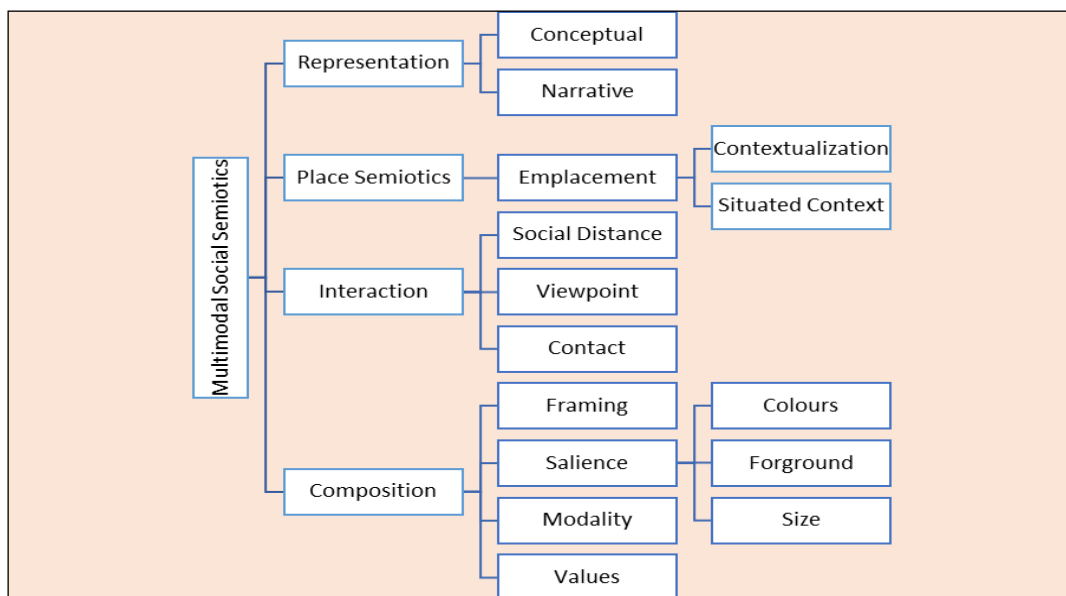 Multimodal Social Semiotics
Representation
Conceptual
Narrative
Place Semiotics
Emplacement
Contextualization
Situated Context
Interaction
Social Distance
Viewpoint
Contact
Composition
Framing
Salience
Colours
Forground
Size
Modality
Values